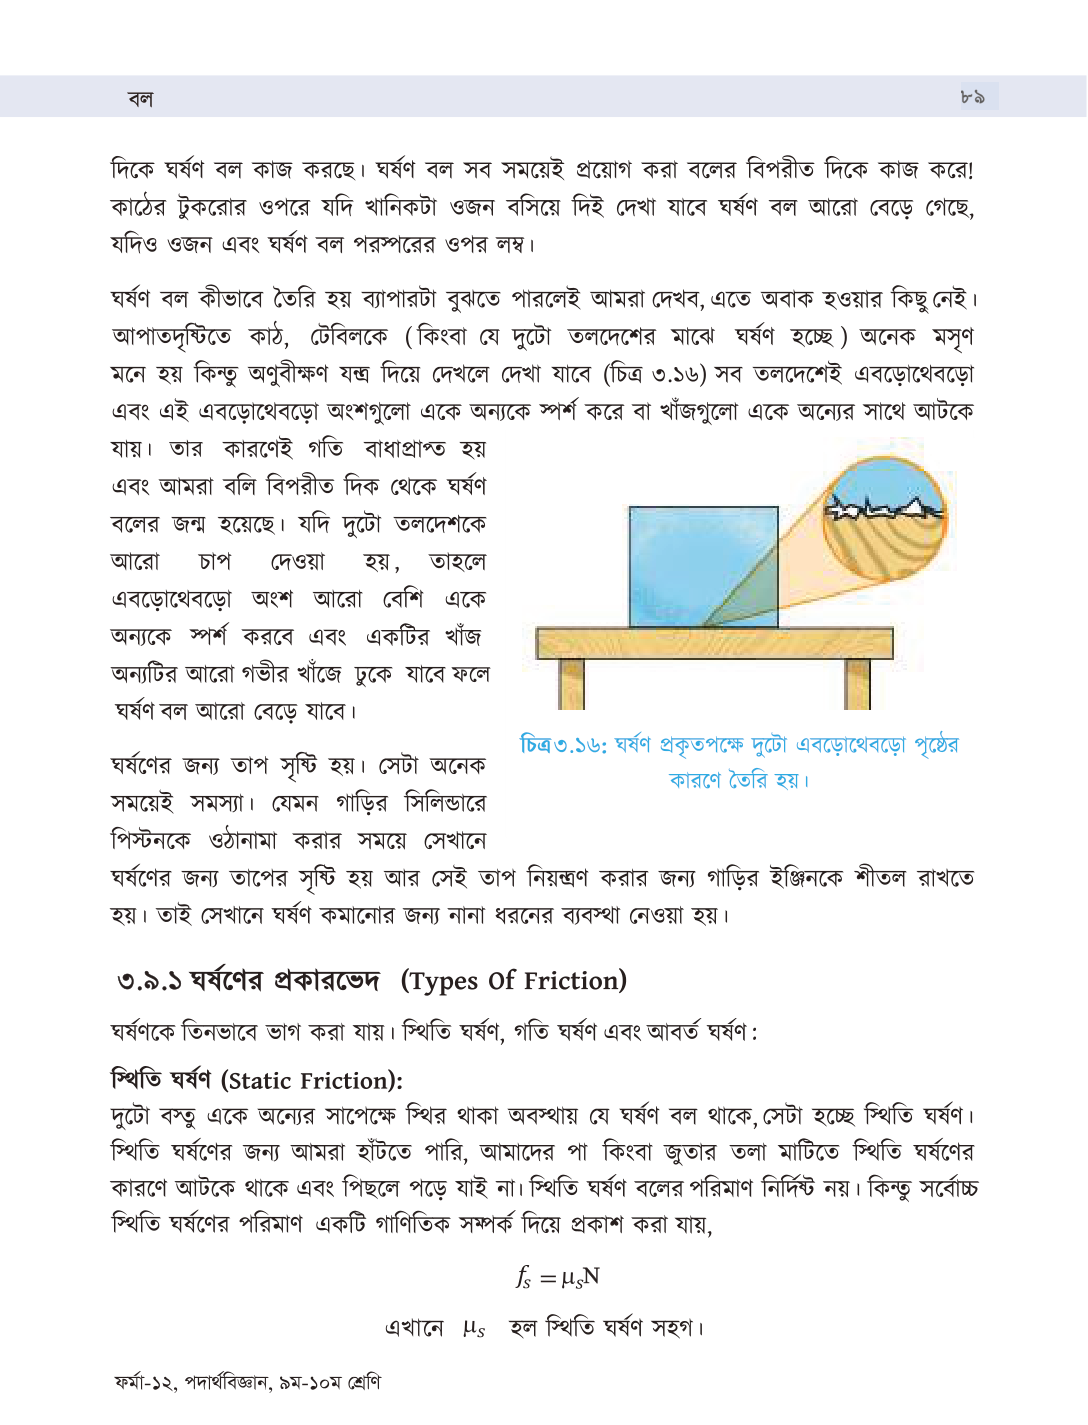 বল
৮৯
দিকে ঘর্ষণ বল কাজ করছে। ঘর্ষণ বল সব সময়েই প্রয়োগ করা বলের বিপরীত দিকে কাজ করে!
কাঠের টুকরোর ওপরে যদি খানিকটা ওজন বসিয়ে দিই দেখা যাবে ঘর্ষণ বল আরো বেড়ে গেছে,
যদিও ওজন এবং ঘর্ষণ বল পরস্পরের ওপর লম্ব।
ঘর্ষণ বল কীভাবে তৈরি হয় ব্যাপারটা বুঝতে পারলেই আমরা দেখব, এতে অবাক হওয়ার কিছু নেই।
আপাতদৃষ্টিতে কাঠ, টেবিলকে (কিংবা যে দুটো তলদেশের মাঝে ঘর্ষণ হচ্ছে) অনেক মসৃণ
মনে হয় কিন্তু অণুবীক্ষণ যন্ত্র দিয়ে দেখলে দেখা যাবে (চিত্র ৩.১৬) সব তলদেশেই এবড়োথেবড়ো
এবং এই এবড়োথেবড়ো অংশগুলো একে অন্যকে স্পর্শ করে বা খাঁজগুলো একে অন্যের সাথে আটকে
যায়। তার কারণেই গতি বাধাপ্রাপ্ত হয়
এবং আমরা বলি বিপরীত দিক থেকে ঘর্ষণ
বলের জন্ম হয়েছে। যদি দুটো তলদেশকে
আরো চাপ দেওয়া হয়, তাহলে
এবড়োথেবড়ো অংশ আরো বেশি একে
অন্যকে স্পর্শ করবে এবং একটির খাঁজ
অন্যটির আরো গভীর খাঁজে ঢুকে যাবে ফলে
ঘর্ষণ বল আরো বেড়ে যাবে।
চিত্র৩.১৬: ঘর্ষণ প্রকৃতপক্ষে দুটো এবড়োথেবড়ো পৃষ্ঠের
কারণে তৈরি হয়।
ঘর্ষণের জন্য তাপ সৃষ্টি হয়। সেটা অনেক
সময়েই সমস্যা। যেমন গাড়ির সিলিন্ডারে
পিস্টনকে ওঠানামা করার সময়ে সেখানে
ঘর্ষণের জন্য তাপের সৃষ্টি হয় আর সেই তাপ নিয়ন্ত্রণ করার জন্য গাড়ির ইঞ্জিনকে শীতল রাখতে
হয়। তাই সেখানে ঘর্ষণ কমানোর জন্য নানা ধরনের ব্যবস্থা নেওয়া হয়।
৩.৯.১ ঘর্ষণের প্রকারভেদ (Types Of Friction)
ঘর্ষণকে তিনভাবে ভাগ করা যায়। স্থিতি ঘর্ষণ, গতি ঘর্ষণ এবং আবর্ত ঘর্ষণ:
স্থিতি ঘর্ষণ (Static Friction):
দুটো বস্তু একে অন্যের সাপেক্ষে স্থির থাকা অবস্থায় যে ঘর্ষণ বল থাকে, সেটা হচ্ছে স্থিতি ঘর্ষণ।
স্থিতি ঘর্ষণের জন্য আমরা হাঁটতে পারি, আমাদের পা কিংবা জুতার তলা মাটিতে স্থিতি ঘর্ষণের
কারণে আটকে থাকে এবং পিছলে পড়ে যাই না। স্থিতি ঘর্ষণ বলের পরিমাণ নির্দিষ্ট নয়। কিন্তু সর্বোচ্চ
স্থিতি ঘর্ষণের পরিমাণ একটি গাণিতিক সম্পর্ক দিয়ে প্রকাশ করা যায়,
fₛ = μₛN
এখানে μₛ হল স্থিতি ঘর্ষণ সহগ।
ফর্মা-১২, পদার্থবিজ্ঞান, ৯ম-১০ম শ্রেণি